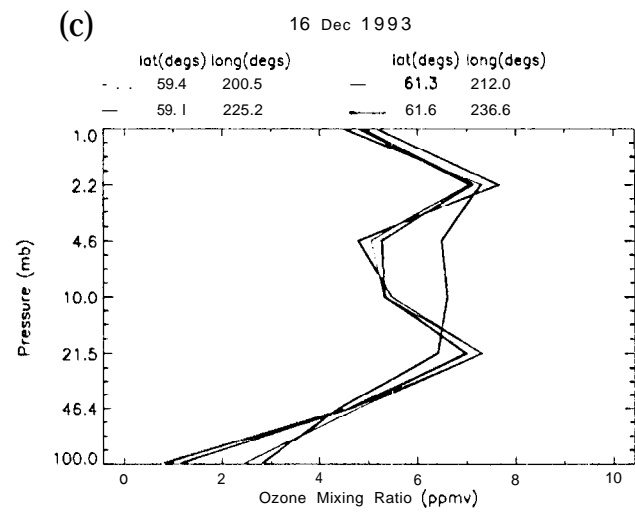 (c) 16 Dec 1993
lat(degs) long(degs) lat(degs) long(degs)
59.4 200.5 61.3 212.0
59.1 225.2 61.6 236.6
1.0
2.2
4.6
10.0
21.5
46.4
100.0
Pressure (mb)
0 2 4 6 8 10
Ozone Mixing Ratio (ppmv)